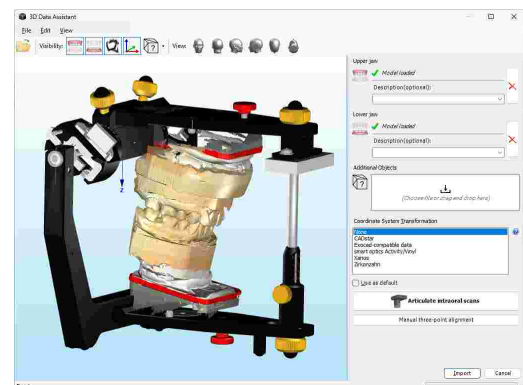 3D Data Assistant
File Edit View
Visibility: View:
Upper jaw
Model loaded
Description(optional):
Lower jaw
Model loaded
Description(optional):
Additional Objects
(Choose file or drag and drop here)
Coordinate System Transformation
None
CADstar
Exocad-compatible data
smart optics Activity/Vinyl
Xanos
Zirkonzahn
Use as default
Articulate intraoral scans
Manual three-point alignment
Import Cancel
Z